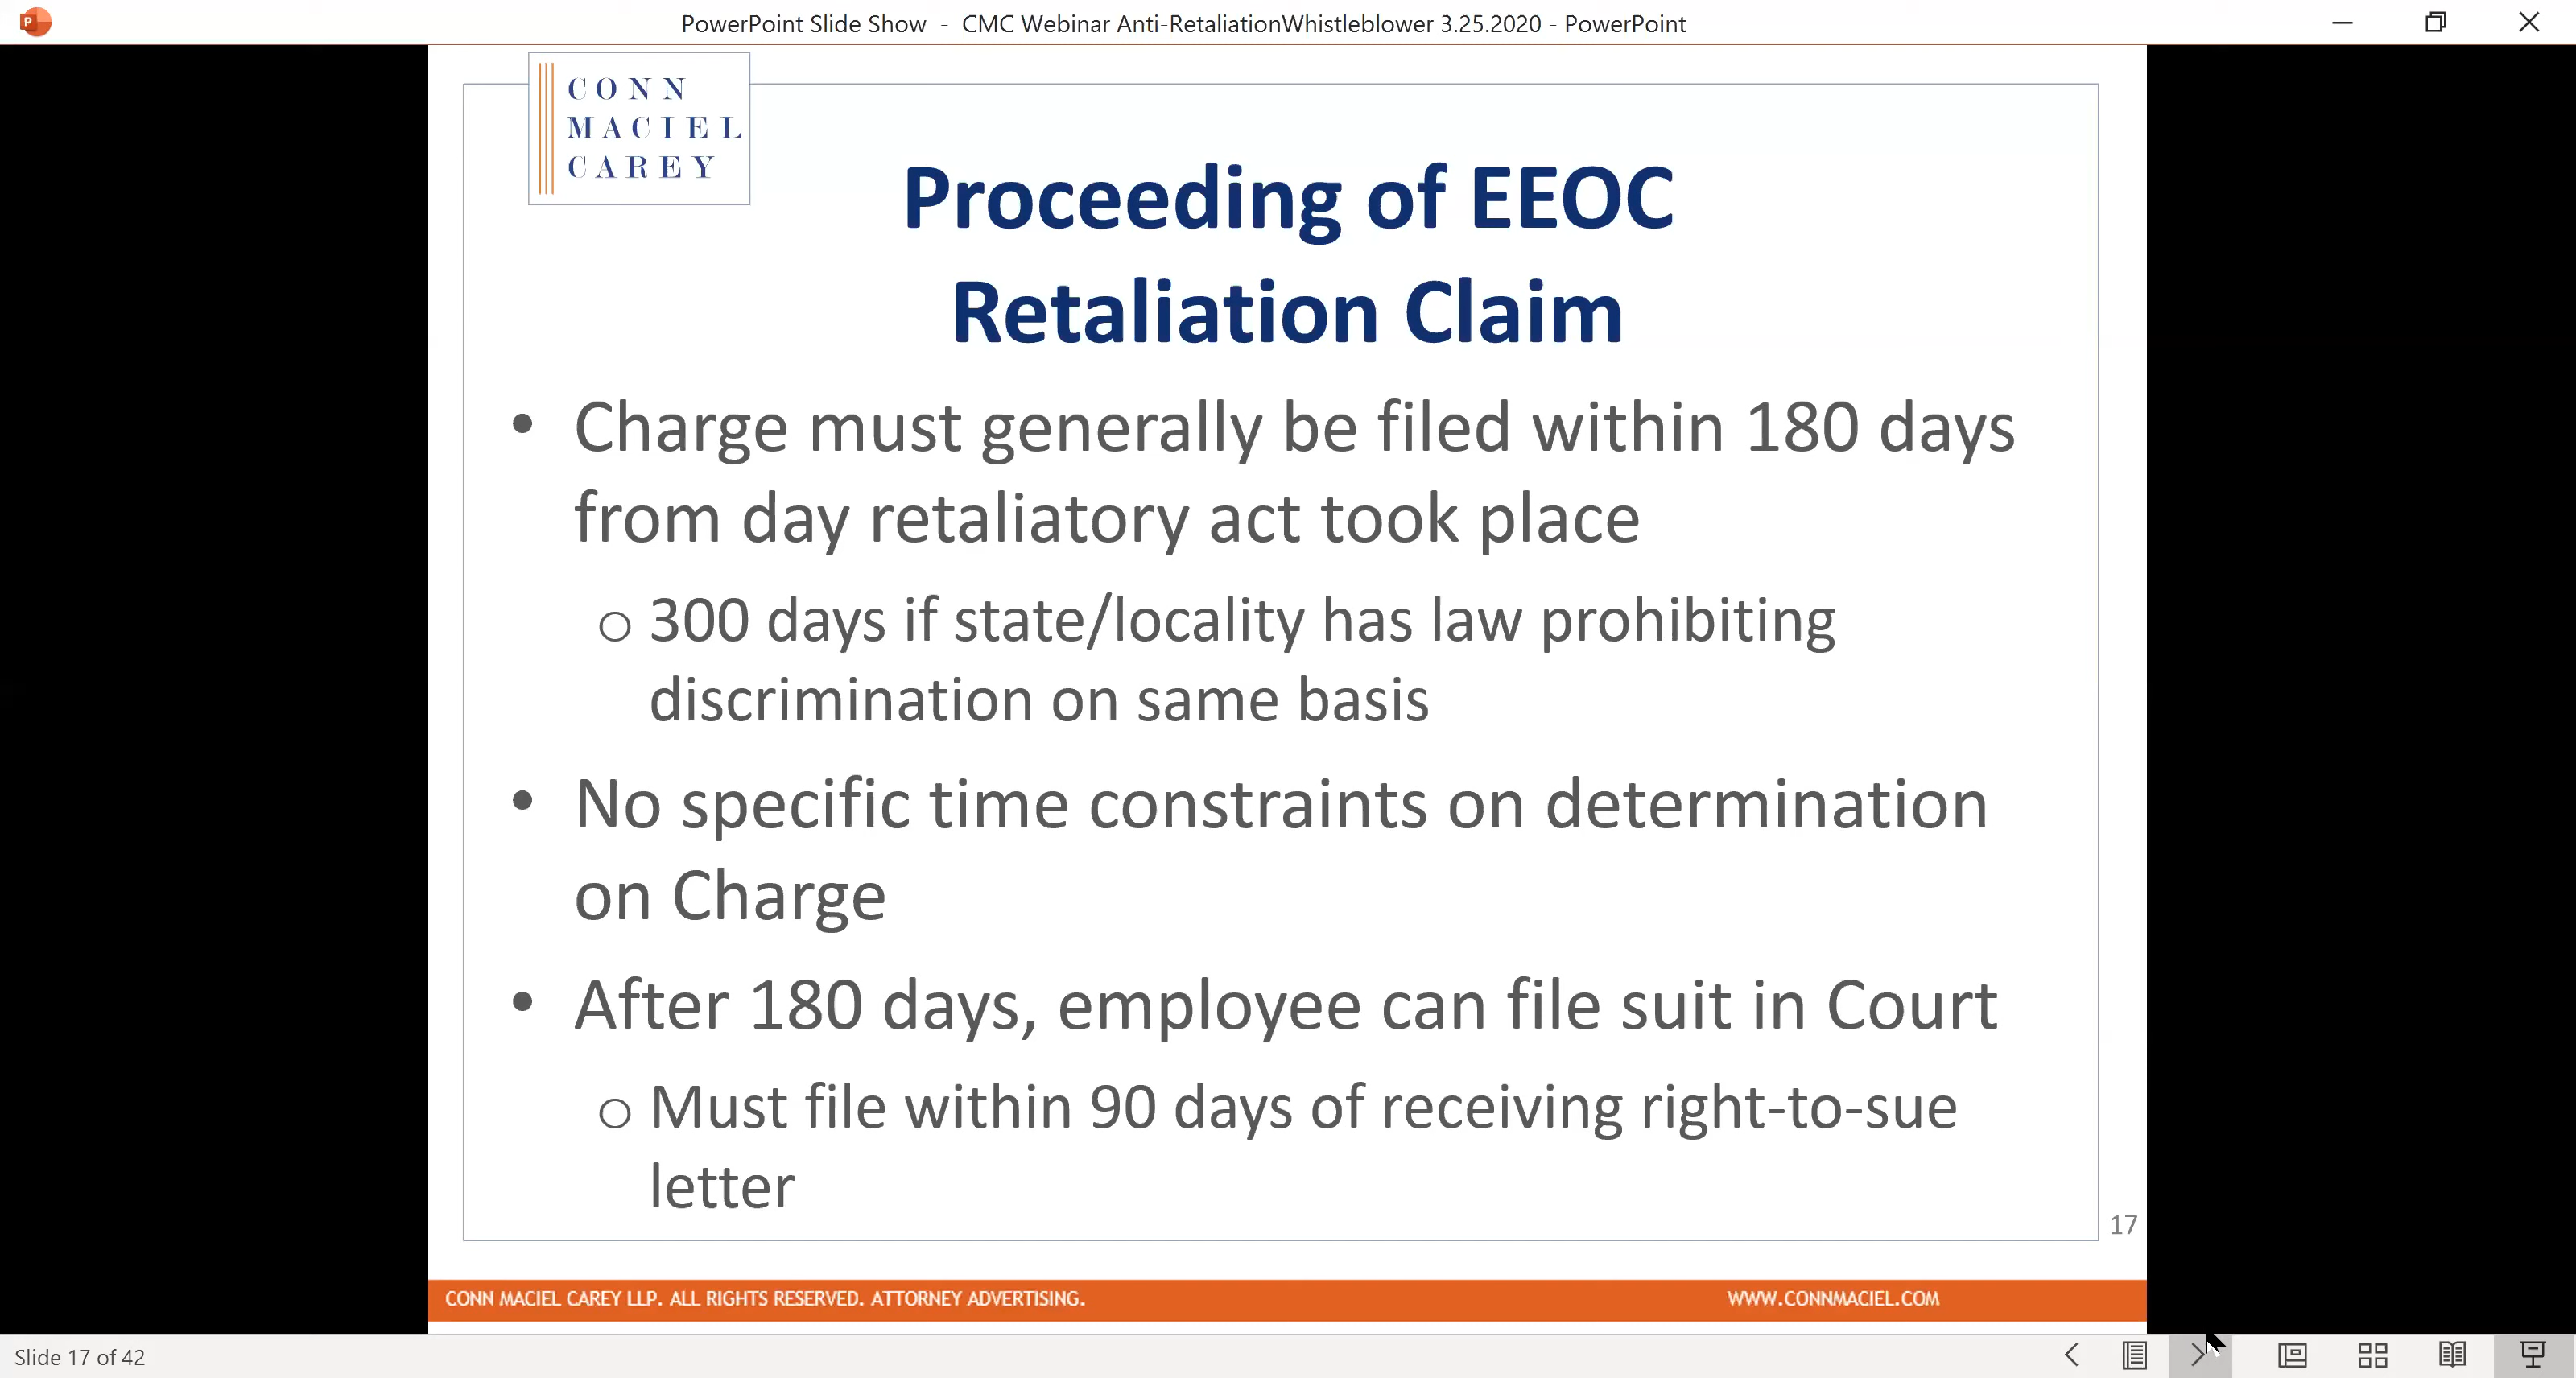 PowerPoint Slide Show - CMC Webinar Anti-RetaliationWhistleblower 3.25.2020 - PowerPoint
CONN
MACIEL
CAREY
Proceeding of EEOC
Retaliation Claim
• Charge must generally be filed within 180 days
from day retaliatory act took place
o 300 days if state/locality has law prohibiting
discrimination on same basis
• No specific time constraints on determination
on Charge
• After 180 days, employee can file suit in Court
o Must file within 90 days of receiving right-to-sue
letter
17
CONN MACIEL CAREY LLP. ALL RIGHTS RESERVED. ATTORNEY ADVERTISING.
WWW.CONNMACIEL.COM
Slide 17 of 42